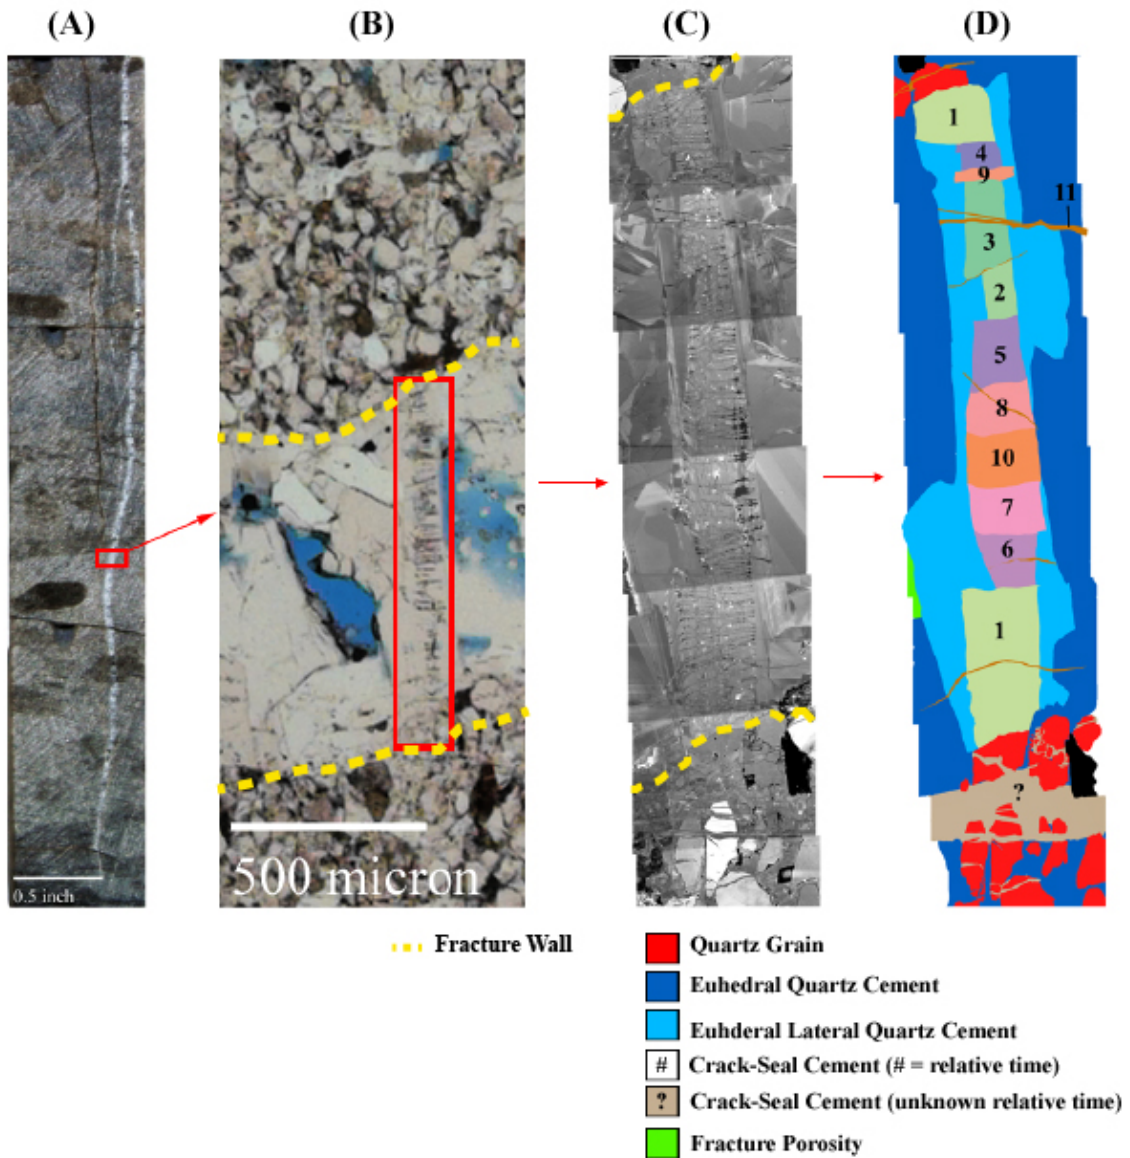 (A) (B) (C) (D)
1
4
9
11
3
2
5
8
10
7
6
1
?
0.5 inch
500 micron
Fracture Wall
Quartz Grain
Euhedral Quartz Cement
Euhderal Lateral Quartz Cement
# Crack-Seal Cement (# = relative time)
? Crack-Seal Cement (unknown relative time)
Fracture Porosity